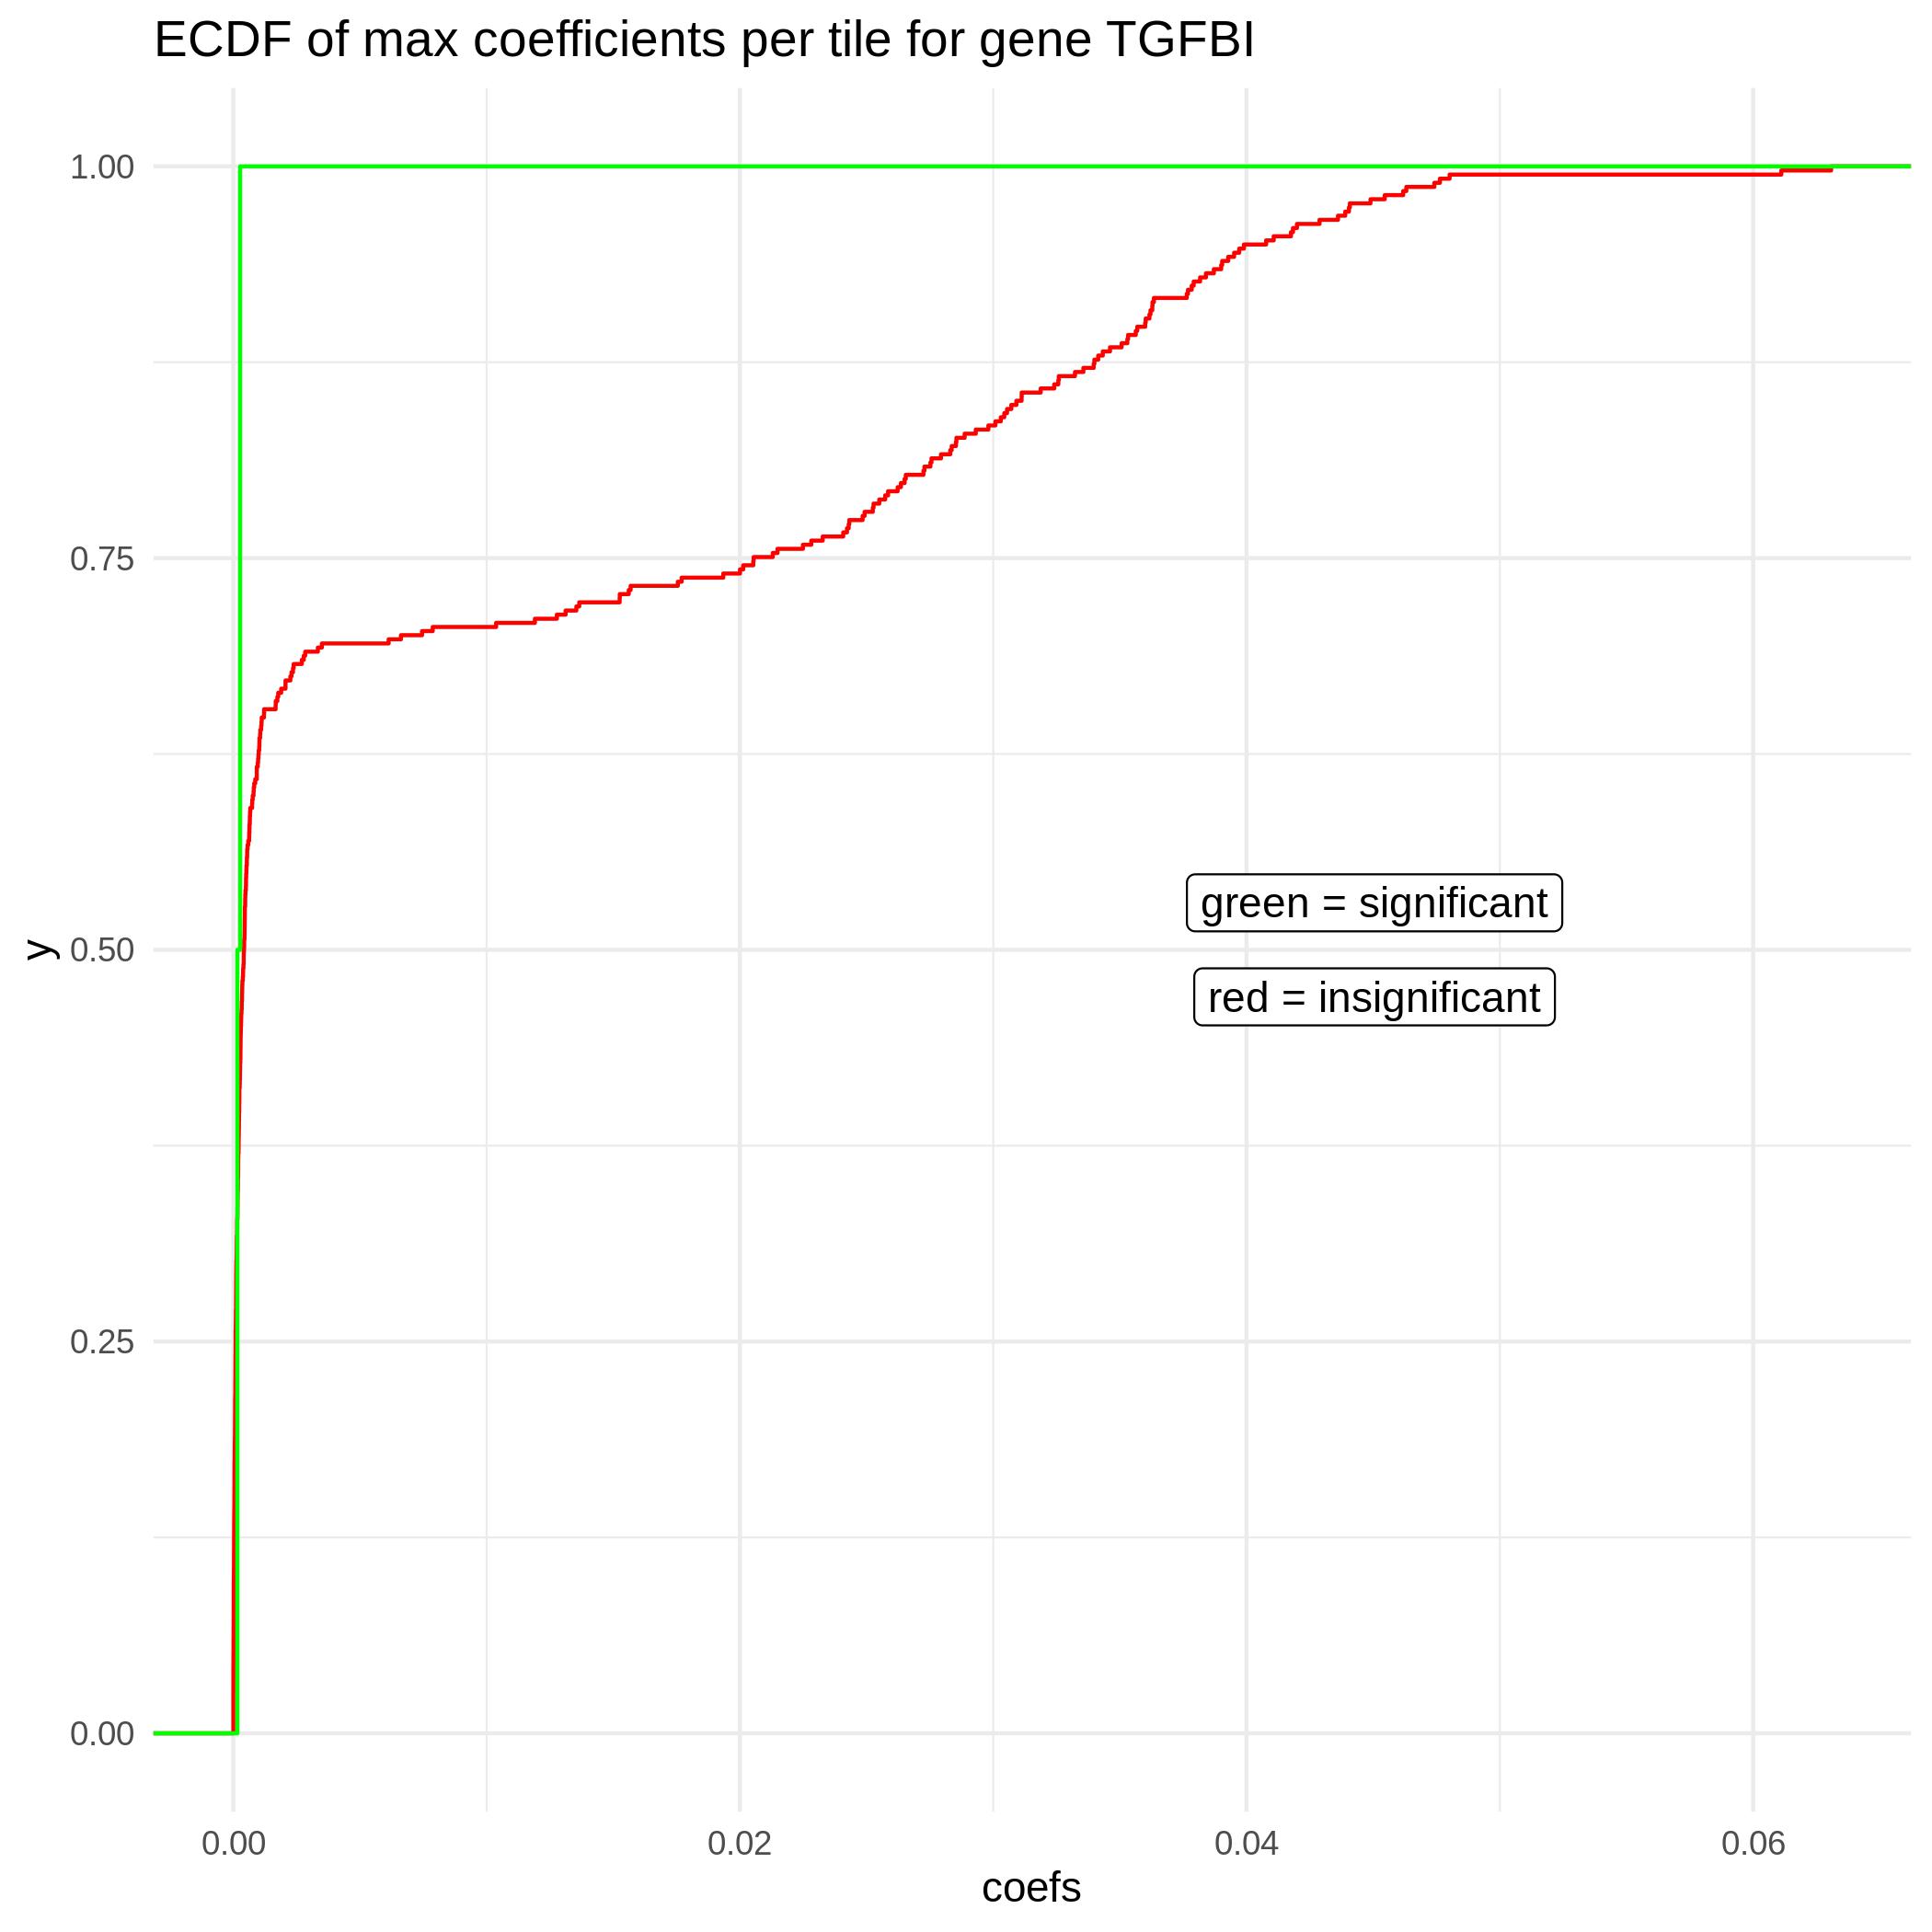 ECDF of max coefficients per tile for gene TGFBI
1.00
0.75
0.50
0.25
0.00
y
green = significant
red = insignificant
0.00 0.02 0.04 0.06
coefs